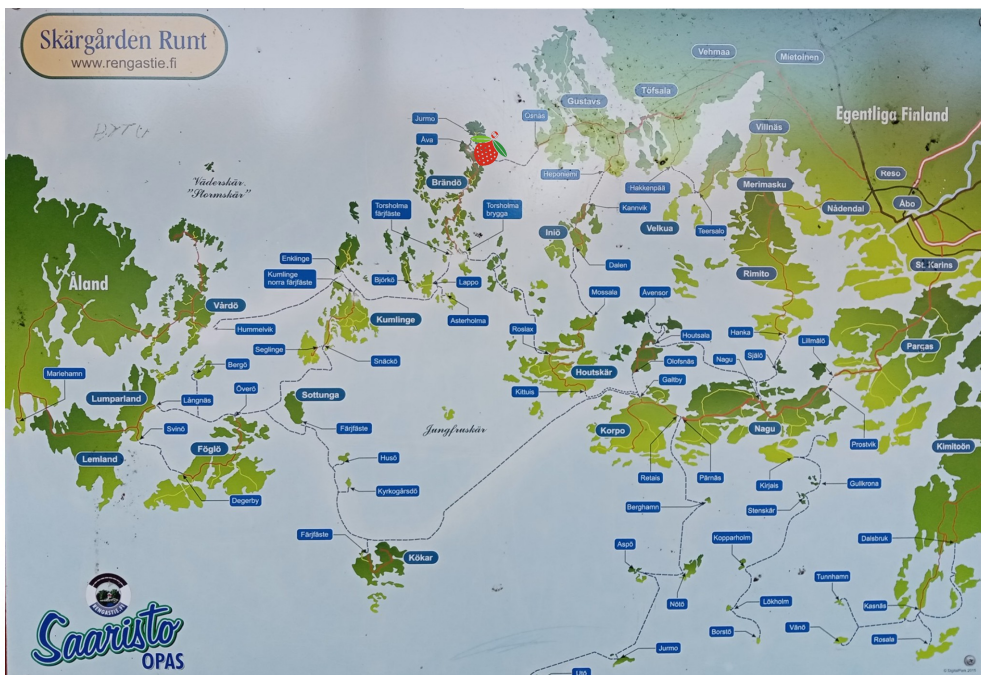 Skärgården Runt
www.rengastie.fi
Vehmaa
Mietoinen
Töfsala
Gustavs
Osnäs
Egentliga Finland
Jurmo
Åva
Villnäs
Väderskär
"Stormskär"
Brändö
Heponiemi
Hakkenpää
Merimasku
Reso
Åbo
Nådendal
Torsholma
färjfäste
Torsholma
brygga
Kannvik
Iniö
Velkua
Teersalo
Enklinge
Kumlinge
norra färjfäste
Björkö
Lappo
Dalen
Rimito
St. Karins
Åland
Asterholma
Mossala
Åvensor
Vårdö
Kumlinge
Hummelvik
Roslax
Houtsala
Hanka
Lillmälö
Pargas
Seglinge
Snäckö
Olofsnäs
Nagu
Själö
Bergö
Houtskär
Galtby
Mariehamn
Lumparland
Långnäs
Överö
Sottunga
Kittuis
Svinö
Färjfäste
Jungfruskär
Korpo
Nagu
Prostvik
Kimitoön
Lemland
Föglö
Husö
Degerby
Kyrkogårdsö
Retais
Pärnäs
Kirjais
Gullkrona
Berghamn
Stenskär
Färjfäste
Kökar
Aspö
Kopparholm
Dalsbruk
Tunnhamn
Nötö
Lökholm
Kasnäs
Borstö
Vänö
Rosala
Jurmo
Utö
RENGASTIE.FI
Saaristo
OPAS